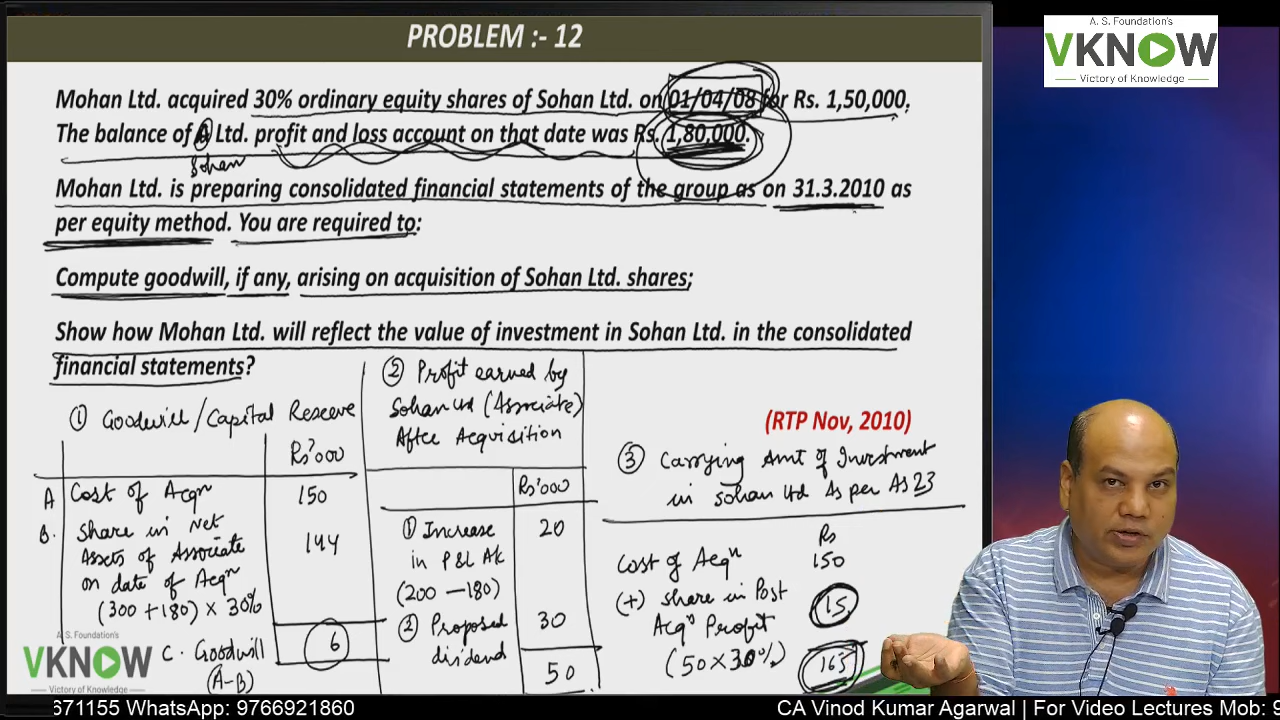 PROBLEM :- 12
A. S. Foundation's
VKNOW
Victory of Knowledge
Mohan Ltd. acquired 30% ordinary equity shares of Sohan Ltd. on 01/04/08 for Rs. 1,50,000.
The balance of A Ltd. profit and loss account on that date was Rs. 1,80,000.
Sohan
Mohan Ltd. is preparing consolidated financial statements of the group as on 31.3.2010 as
per equity method. You are required to:
Compute goodwill, if any, arising on acquisition of Sohan Ltd. shares;
Show how Mohan Ltd. will reflect the value of investment in Sohan Ltd. in the consolidated
financial statements?
(RTP Nov, 2010)
① Goodwill/Capital Reserve
Rs'000
A Cost of Acqn 150
B. Share in Net
Assets of Associate 144
on date of Acqn
(300 + 180) × 30%
C. Goodwill 6
(A-B)
② Profit earned by
Sohan Ltd (Associate)
After Acquisition
Rs'000
① Increase 20
in P&L A/c
(200 - 180)
② Proposed 30
dividend
50
③ Carrying Amt of Investment
in Sohan Ltd As per As 23
Rs
Cost of Acqn 150
(+) Share in Post 15
Acqn Profit
(50 × 30%) 165
A. S. Foundation's
VKNOW
Victory of Knowledge
671155 WhatsApp: 9766921860
CA Vinod Kumar Agarwal | For Video Lectures Mob: 9